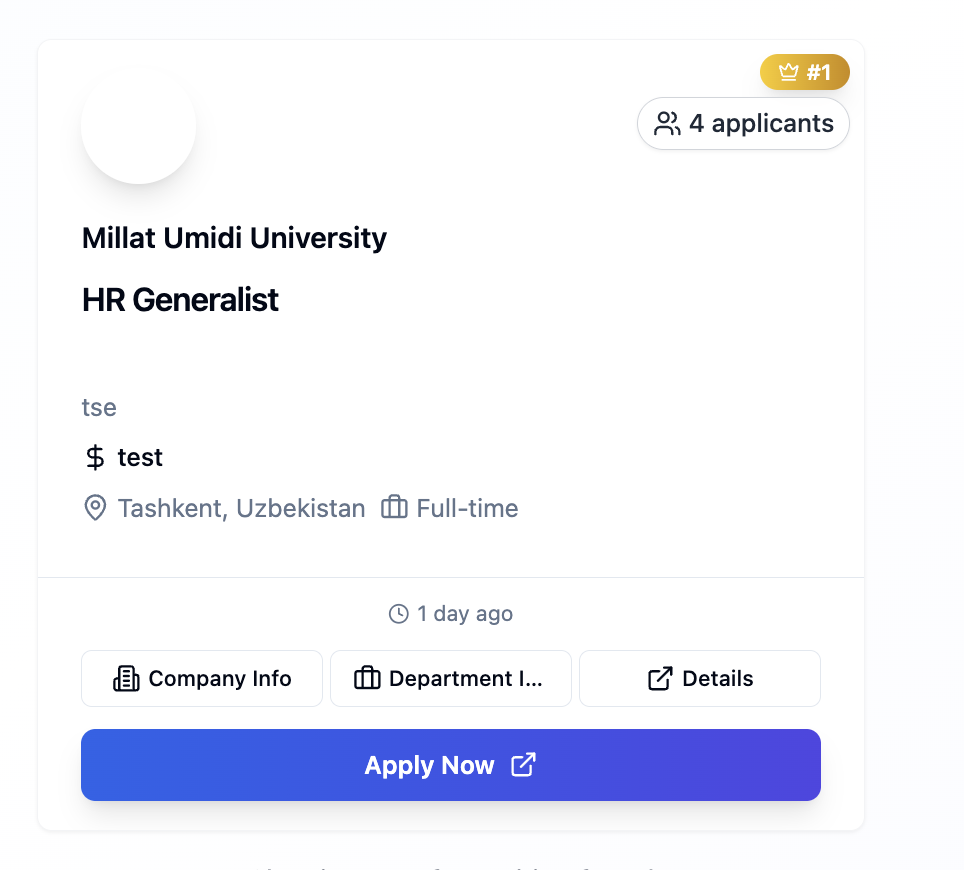 #1
4 applicants
Millat Umidi University
HR Generalist
tse
test
Tashkent, Uzbekistan Full-time
1 day ago
Company Info Department I... Details
Apply Now